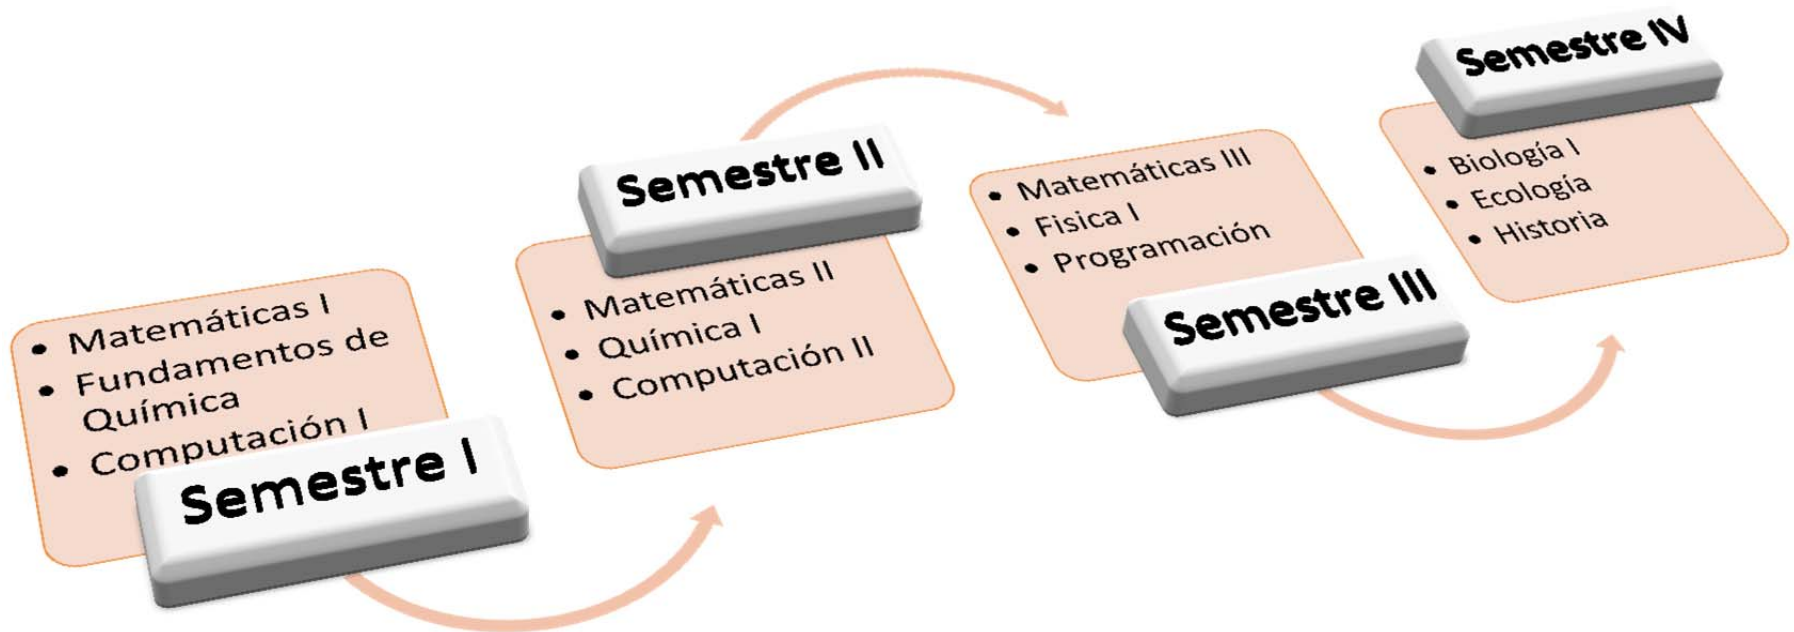 • Matemáticas I
• Fundamentos de
Química
• Computación I
Semestre I
Semestre II
• Matemáticas II
• Química I
• Computación II
• Matemáticas III
• Fisica I
• Programación
Semestre III
Semestre IV
• Biología I
• Ecología
• Historia